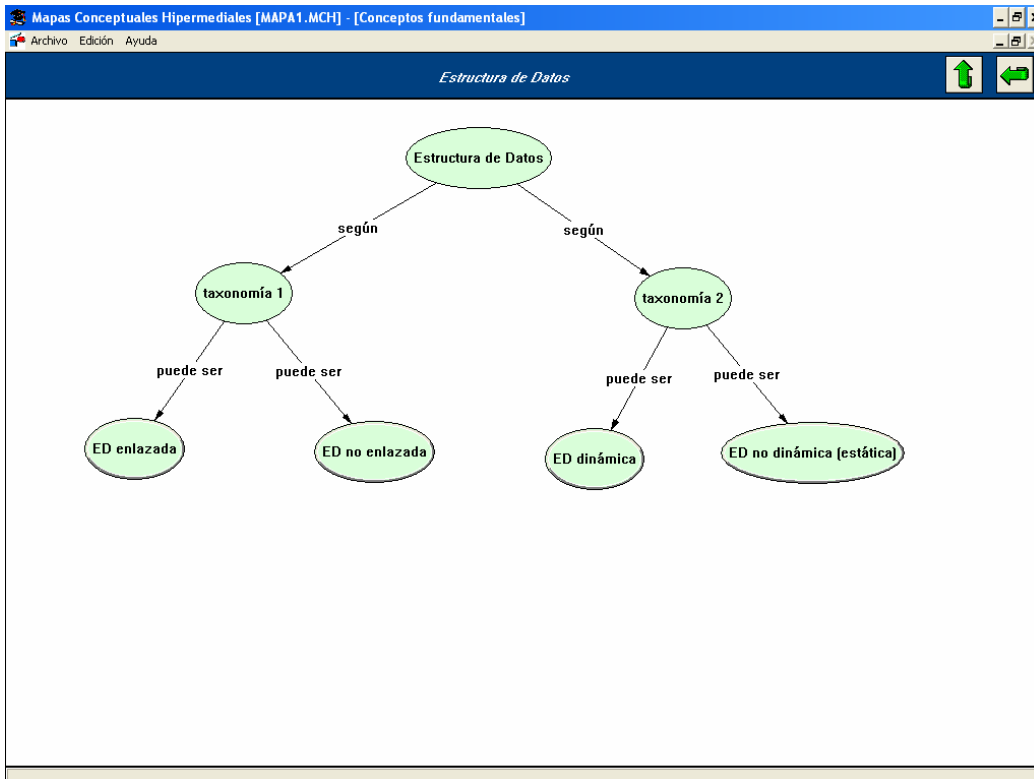 Mapas Conceptuales Hipermediales [MAPA1.MCH] - [Conceptos fundamentales]
Archivo Edición Ayuda
Estructura de Datos
Estructura de Datos
según
según
taxonomía 1
taxonomía 2
puede ser
puede ser
puede ser
puede ser
ED enlazada
ED no enlazada
ED dinámica
ED no dinámica (estática)